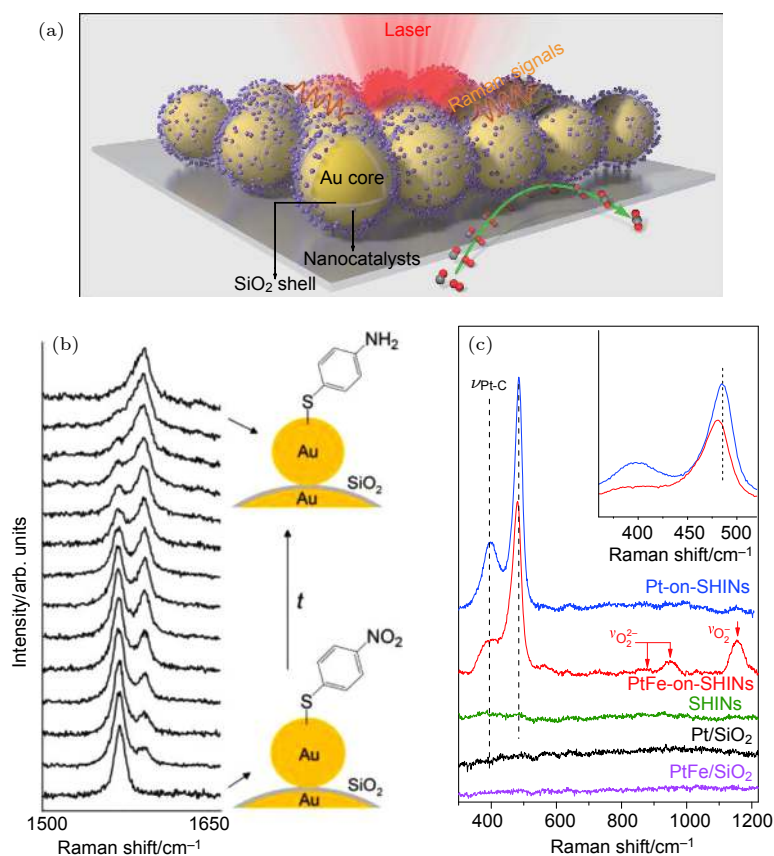 (a)
Laser
Raman signals
Au core
Nanocatalysts
SiO₂ shell
(b)
NH₂
S
Au
SiO₂
Au
t
NO₂
S
Au
SiO₂
Au
Intensity/arb. units
1500 1650
Raman shift/cm⁻¹
(c)
νPt-C
400 450 500
Raman shift/cm⁻¹
Pt-on-SHINs
νO₂²⁻
νO₂⁻
PtFe-on-SHINs
SHINs
Pt/SiO₂
PtFe/SiO₂
400 600 800 1000 1200
Raman shift/cm⁻¹